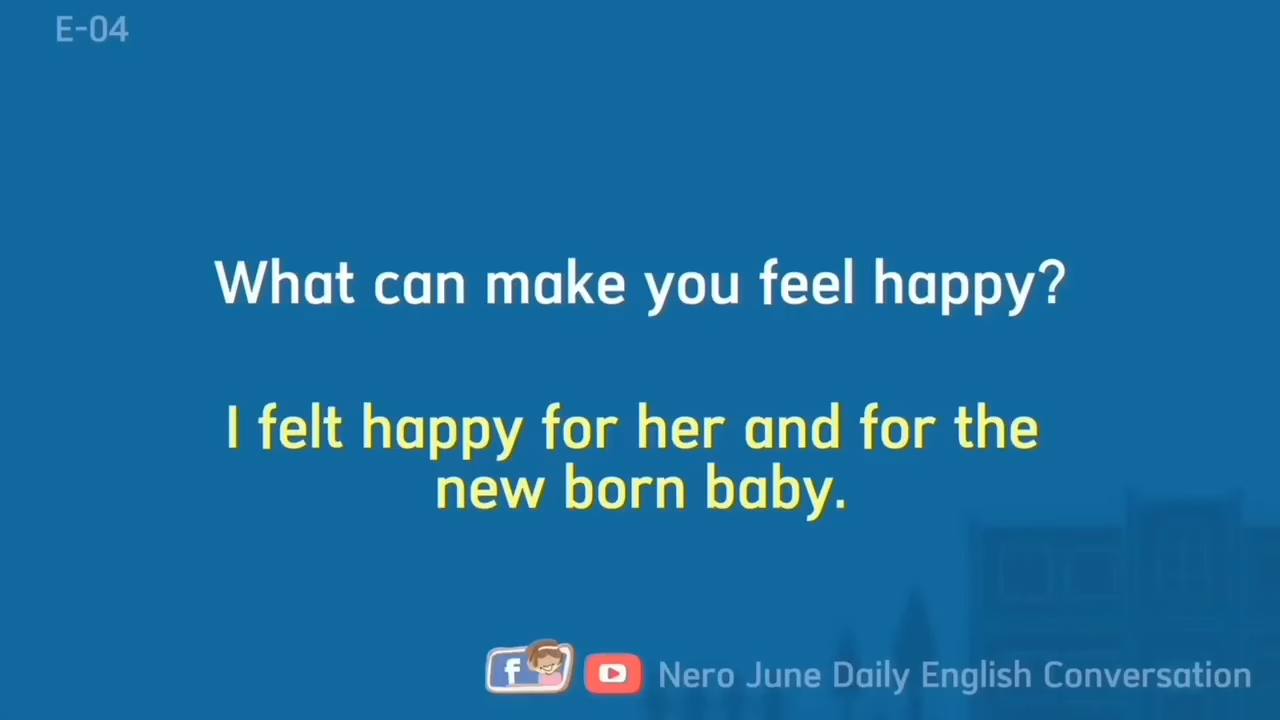 E-04
What can make you feel happy?
I felt happy for her and for the
new born baby.
f
Nero June Daily English Conversation